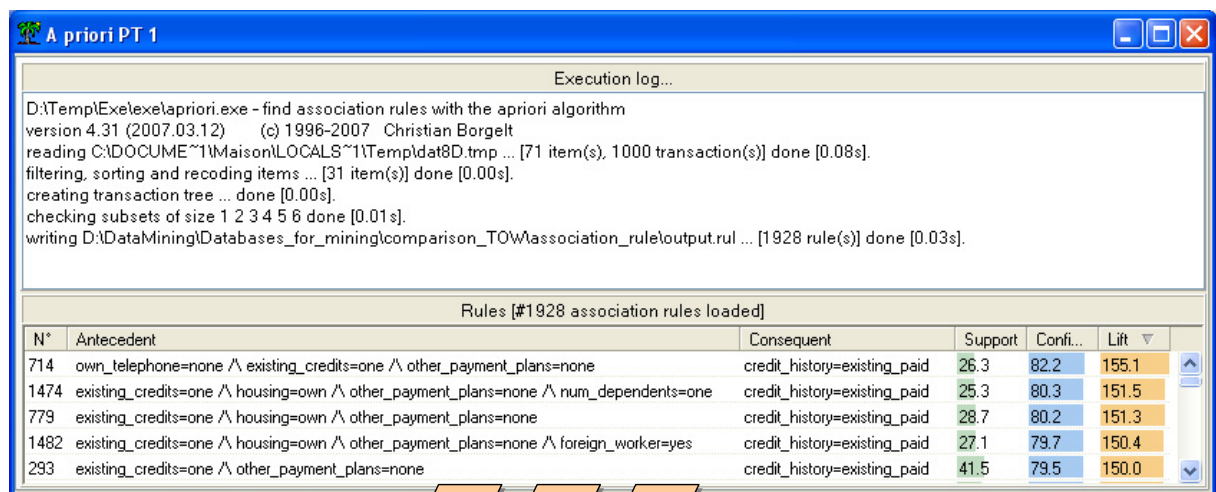 A priori PT 1
Execution log...
D:\Temp\Exe\exe\apriori.exe - find association rules with the apriori algorithm
version 4.31 (2007.03.12) (c) 1996-2007 Christian Borgelt
reading C:\DOCUME~1\Maison\LOCALS~1\Temp\dat8D.tmp ... [71 item(s), 1000 transaction(s)] done [0.08s].
filtering, sorting and recoding items ... [31 item(s)] done [0.00s].
creating transaction tree ... done [0.00s].
checking subsets of size 1 2 3 4 5 6 done [0.01s].
writing D:\DataMining\Databases_for_mining\comparison_TOW\association_rule\output.rul ... [1928 rule(s)] done [0.03s].
Rules [#1928 association rules loaded]
N° Antecedent Consequent Support Confi... Lift
714 own_telephone=none /\ existing_credits=one /\ other_payment_plans=none credit_history=existing_paid 26.3 82.2 155.1
1474 existing_credits=one /\ housing=own /\ other_payment_plans=none /\ num_dependents=one credit_history=existing_paid 25.3 80.3 151.5
779 existing_credits=one /\ housing=own /\ other_payment_plans=none credit_history=existing_paid 28.7 80.2 151.3
1482 existing_credits=one /\ housing=own /\ other_payment_plans=none /\ foreign_worker=yes credit_history=existing_paid 27.1 79.7 150.4
293 existing_credits=one /\ other_payment_plans=none credit_history=existing_paid 41.5 79.5 150.0